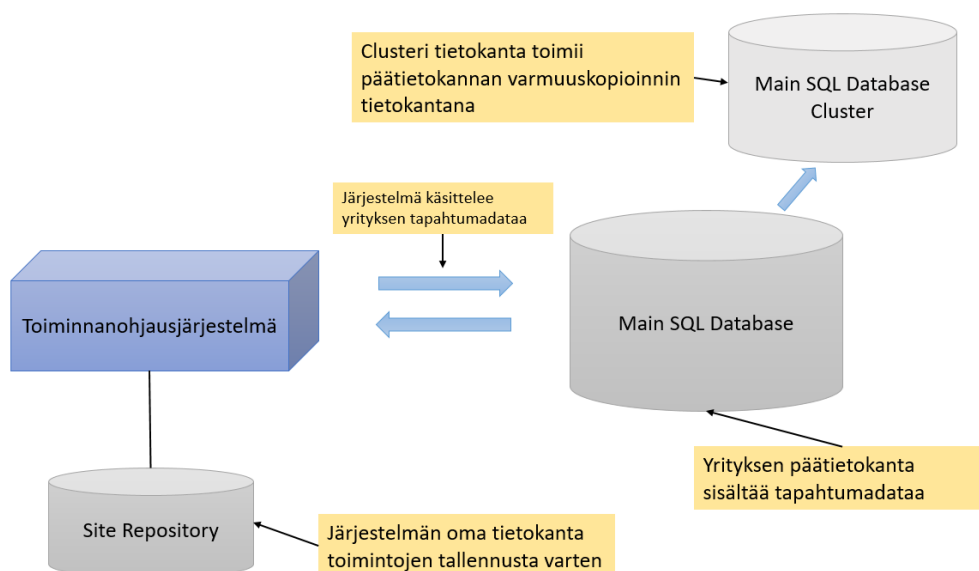 Clusteri tietokanta toimii
päätietokannan varmuuskopioinnin
tietokantana
Main SQL Database
Cluster
Järjestelmä käsittelee
yrityksen tapahtumadataa
Toiminnanohjausjärjestelmä
Main SQL Database
Yrityksen päätietokanta
sisältää tapahtumadataa
Site Repository
Järjestelmän oma tietokanta
toimintojen tallennusta varten